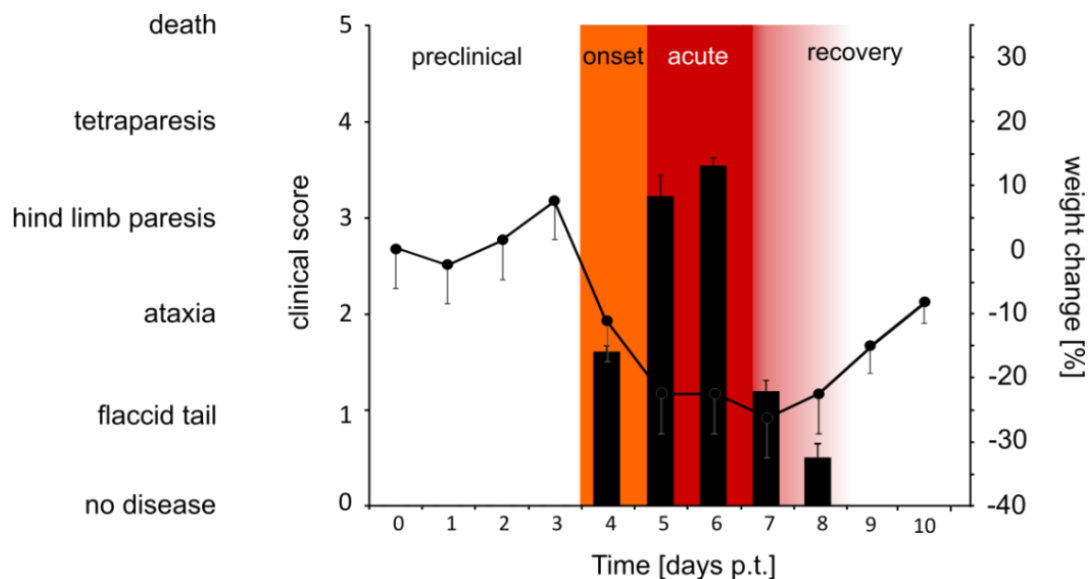 death
tetraparesis
hind limb paresis
ataxia
flaccid tail
no disease
clinical score
5
4
3
2
1
0
preclinical
onset
acute
recovery
30
20
10
0
-10
-20
-30
-40
weight change [%]
0 1 2 3 4 5 6 7 8 9 10
Time [days p.t.]